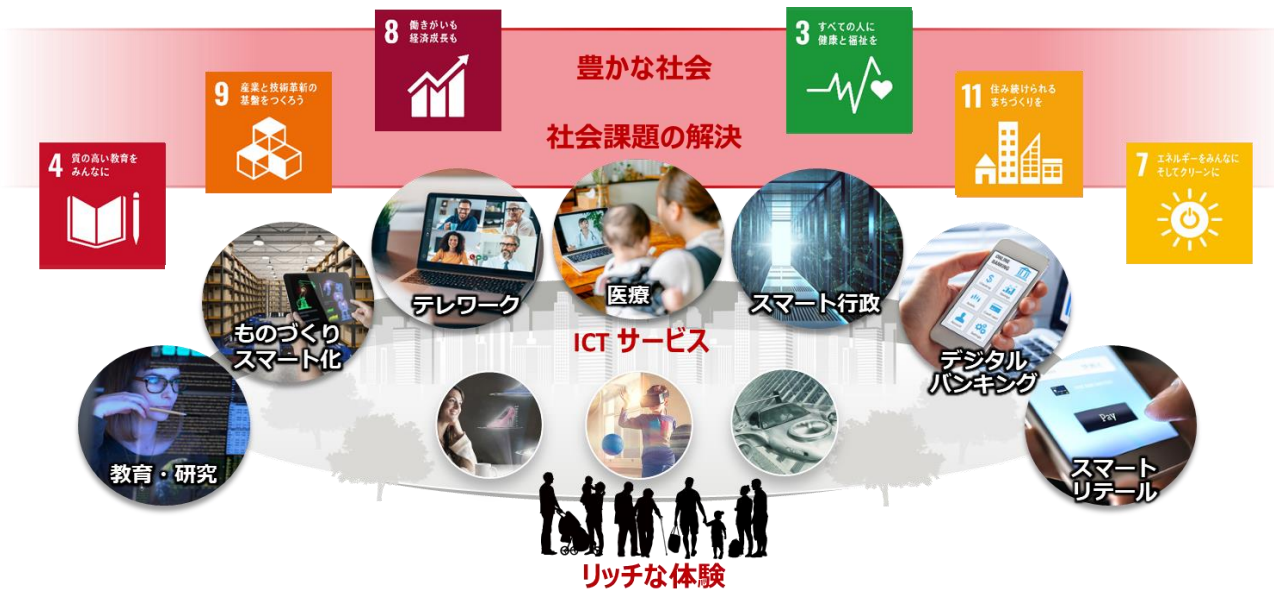 8 働きがいも
経済成長も
3 すべての人に
健康と福祉を
豊かな社会
9 産業と技術革新の
基盤をつくろう
11 住み続けられる
まちづくりを
社会課題の解決
4 質の高い教育を
みんなに
7 エネルギーをみんなに
そしてクリーンに
テレワーク
医療
スマート行政
ONLINE
BANKING
ものづくり
スマート化
ICT サービス
デジタル
バンキング
教育・研究
Pay
スマート
リテール
リッチな体験